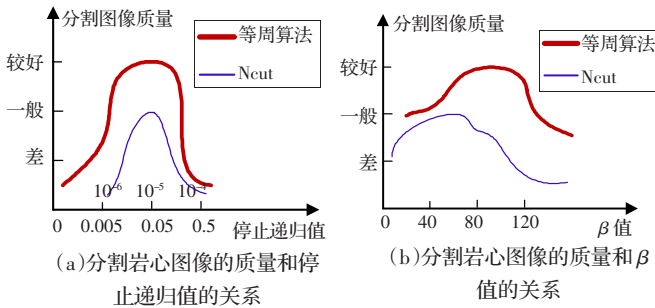 分割图像质量
等周算法
Ncut
较好
一般
差
10⁻⁶ 10⁻⁵ 10⁻⁴
0 0.005 0.05 0.5 停止递归值
(a)分割岩心图像的质量和停
止递归值的关系
分割图像质量
等周算法
Ncut
较好
一般
差
0 40 80 120 β值
(b)分割岩心图像的质量和β
值的关系